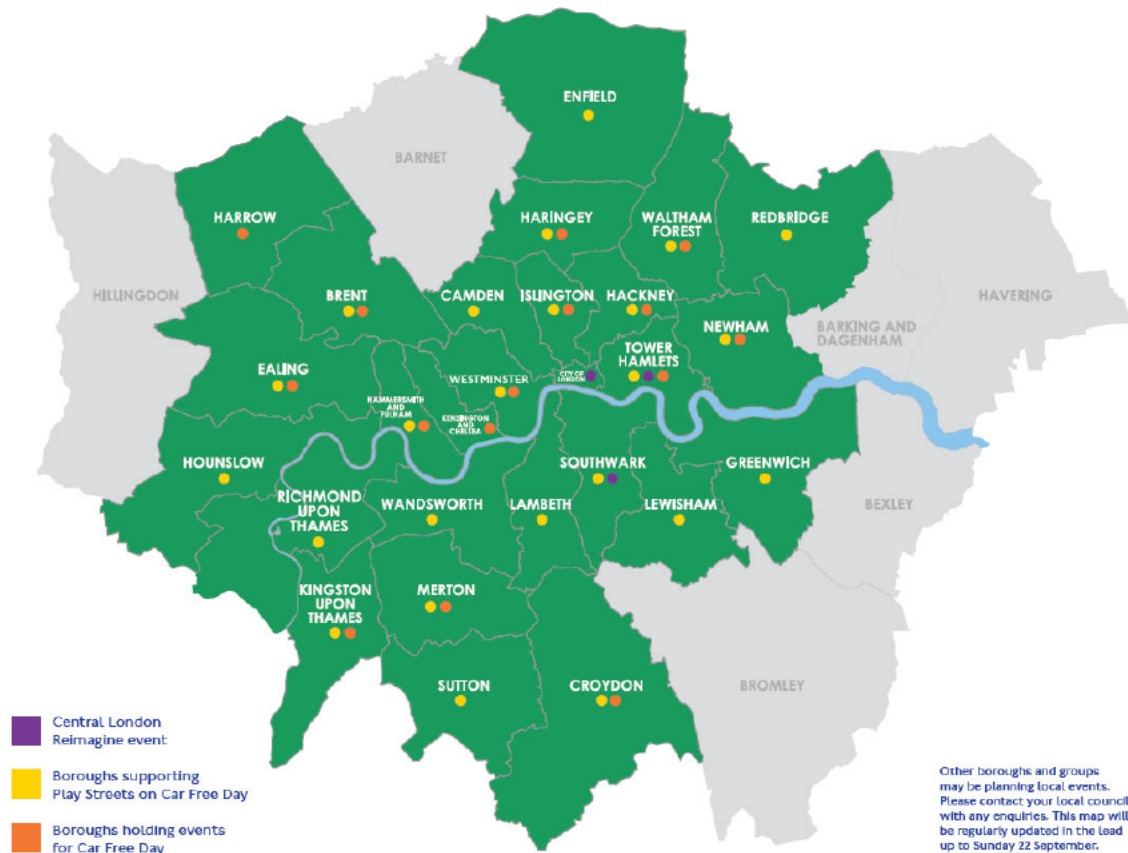 ENFIELD
BARNET
HARROW
HARINGEY
WALTHAM
FOREST
REDBRIDGE
HILLINGDON
BRENT
CAMDEN
ISLINGTON
HACKNEY
HAVERING
NEWHAM
BARKING AND
DAGENHAM
EALING
WESTMINSTER
CITY OF
LONDON
TOWER
HAMLETS
HAMMERSMITH
AND
FULHAM
KENSINGTON
AND
CHELSEA
HOUNSLOW
SOUTHWARK
GREENWICH
RICHMOND
UPON
THAMES
WANDSWORTH
LAMBETH
LEWISHAM
BEXLEY
KINGSTON
UPON
THAMES
MERTON
SUTTON
CROYDON
BROMLEY
Central London
Reimagine event
Boroughs supporting
Play Streets on Car Free Day
Boroughs holding events
for Car Free Day
Other boroughs and groups
may be planning local events.
Please contact your local council
with any enquiries. This map will
be regularly updated in the lead
up to Sunday 22 September.